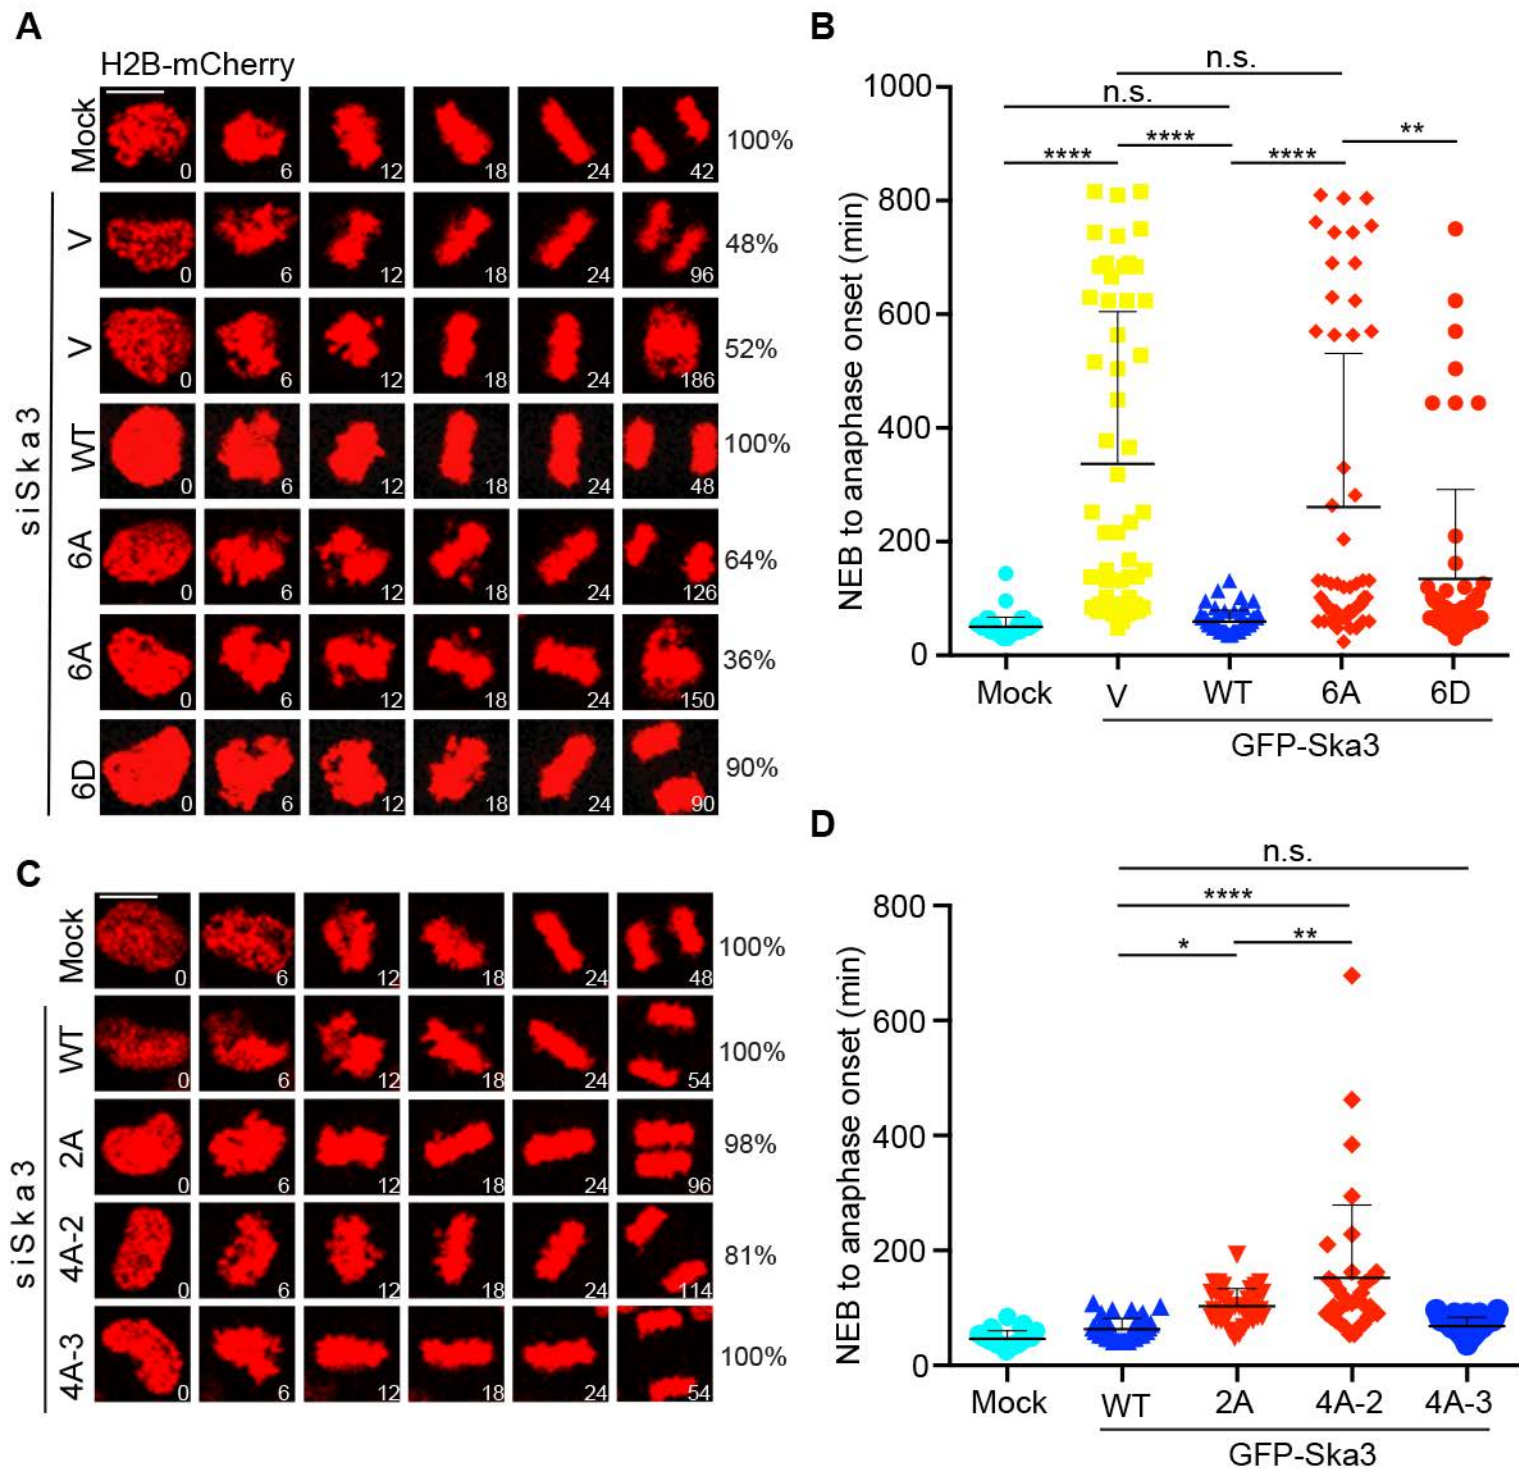 A
H2B-mCherry
Mock
0 6 12 18 24 42
100%
siSka3
V
0 6 12 18 24 96
48%
V
0 6 12 18 24 186
52%
WT
0 6 12 18 24 48
100%
6A
0 6 12 18 24 126
64%
6A
0 6 12 18 24 150
36%
6D
0 6 12 18 24 90
90%
B
n.s.
n.s.
****
**
**** ****
NEB to anaphase onset (min)
1000
800
600
400
200
0
Mock V WT 6A 6D
GFP-Ska3
C
Mock
0 6 12 18 24 48
100%
siSka3
WT
0 6 12 18 24 54
100%
2A
0 6 12 18 24 96
98%
4A-2
0 6 12 18 24 114
81%
4A-3
0 6 12 18 24 54
100%
D
n.s.
****
* **
NEB to anaphase onset (min)
800
600
400
200
0
Mock WT 2A 4A-2 4A-3
GFP-Ska3